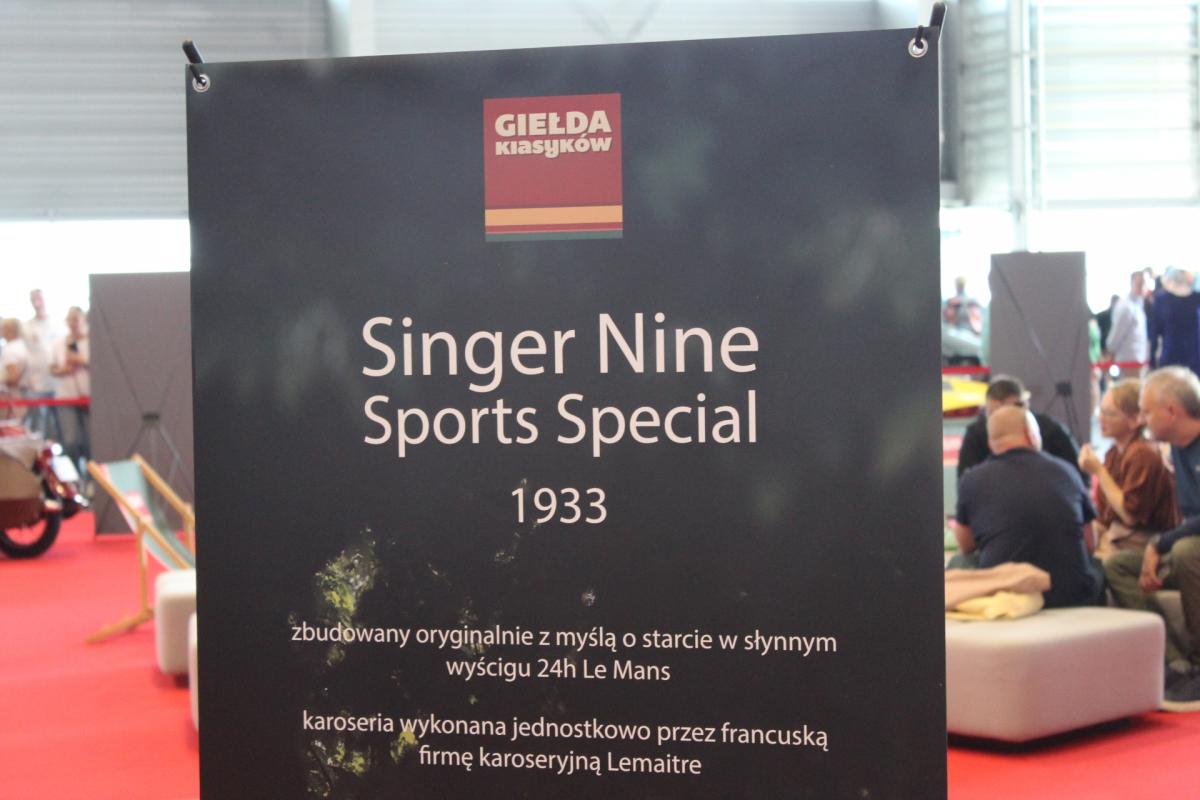 GIEŁDA
Klasyków
Singer Nine
Sports Special
1933
zbudowany oryginalnie z myślą o starcie w słynnym
wyścigu 24h Le Mans
karoseria wykonana jednostkowo przez francuską
firmę karoseryjną Lemaitre